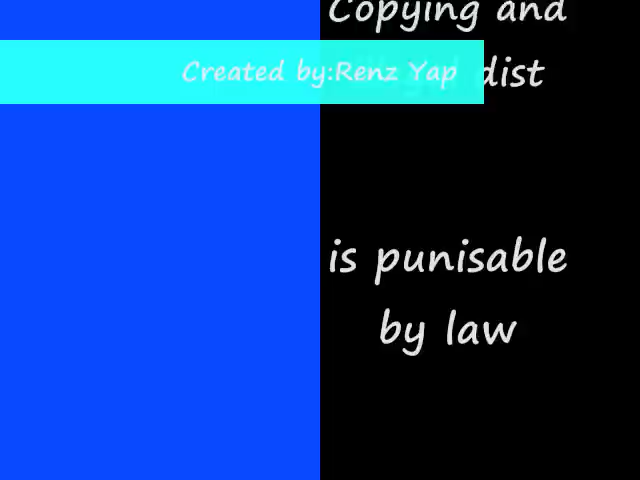 Copying and
Created by:Renz Yap
dist
is punisable
by law